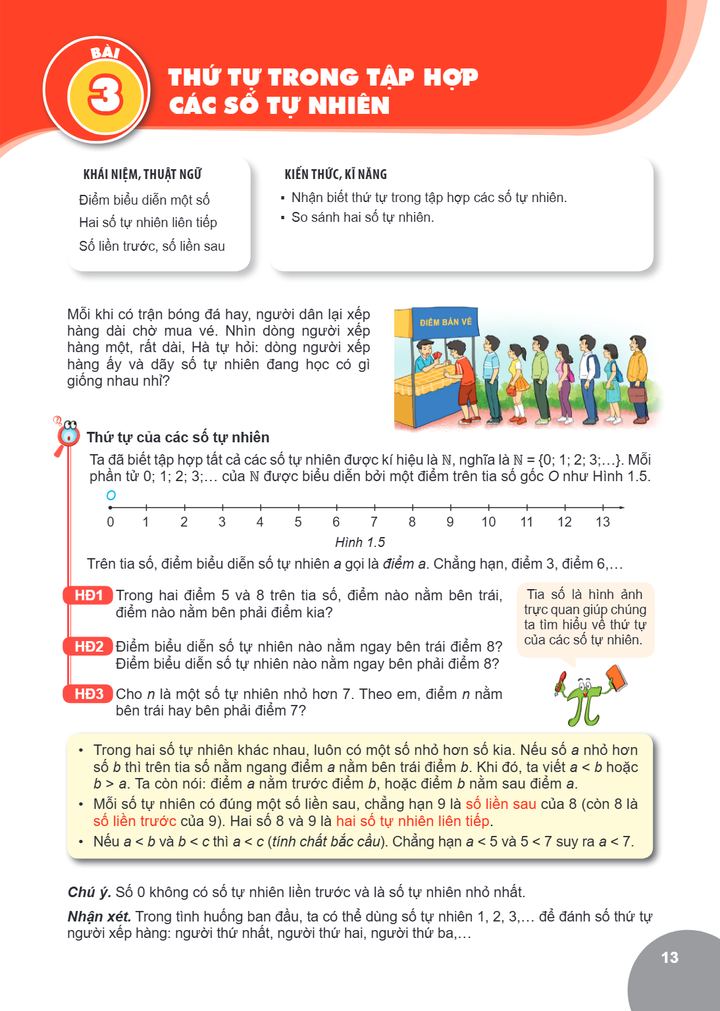 BÀI
3
THỨ TỰ TRONG TẬP HỢP
CÁC SỐ TỰ NHIÊN
KHÁI NIỆM, THUẬT NGỮ
Điểm biểu diễn một số
Hai số tự nhiên liên tiếp
Số liền trước, số liền sau
KIẾN THỨC, KĨ NĂNG
▪ Nhận biết thứ tự trong tập hợp các số tự nhiên.
▪ So sánh hai số tự nhiên.
Mỗi khi có trận bóng đá hay, người dân lại xếp
hàng dài chờ mua vé. Nhìn dòng người xếp
hàng một, rất dài, Hà tự hỏi: dòng người xếp
hàng ấy và dãy số tự nhiên đang học có gì
giống nhau nhỉ?
ĐIỂM BÁN VÉ
Thứ tự của các số tự nhiên
Ta đã biết tập hợp tất cả các số tự nhiên được kí hiệu là ℕ, nghĩa là ℕ = {0; 1; 2; 3;…}. Mỗi
phần tử 0; 1; 2; 3;… của ℕ được biểu diễn bởi một điểm trên tia số gốc O như Hình 1.5.
O
0 1 2 3 4 5 6 7 8 9 10 11 12 13
Hình 1.5
Trên tia số, điểm biểu diễn số tự nhiên a gọi là điểm a. Chẳng hạn, điểm 3, điểm 6,…
HĐ1 Trong hai điểm 5 và 8 trên tia số, điểm nào nằm bên trái,
điểm nào nằm bên phải điểm kia?
HĐ2 Điểm biểu diễn số tự nhiên nào nằm ngay bên trái điểm 8?
Điểm biểu diễn số tự nhiên nào nằm ngay bên phải điểm 8?
HĐ3 Cho n là một số tự nhiên nhỏ hơn 7. Theo em, điểm n nằm
bên trái hay bên phải điểm 7?
Tia số là hình ảnh
trực quan giúp chúng
ta tìm hiểu về thứ tự
của các số tự nhiên.
• Trong hai số tự nhiên khác nhau, luôn có một số nhỏ hơn số kia. Nếu số a nhỏ hơn
số b thì trên tia số nằm ngang điểm a nằm bên trái điểm b. Khi đó, ta viết a < b hoặc
b > a. Ta còn nói: điểm a nằm trước điểm b, hoặc điểm b nằm sau điểm a.
• Mỗi số tự nhiên có đúng một số liền sau, chẳng hạn 9 là số liền sau của 8 (còn 8 là
số liền trước của 9). Hai số 8 và 9 là hai số tự nhiên liên tiếp.
• Nếu a < b và b < c thì a < c (tính chất bắc cầu). Chẳng hạn a < 5 và 5 < 7 suy ra a < 7.
Chú ý. Số 0 không có số tự nhiên liền trước và là số tự nhiên nhỏ nhất.
Nhận xét. Trong tình huống ban đầu, ta có thể dùng số tự nhiên 1, 2, 3,… để đánh số thứ tự
người xếp hàng: người thứ nhất, người thứ hai, người thứ ba,…
13